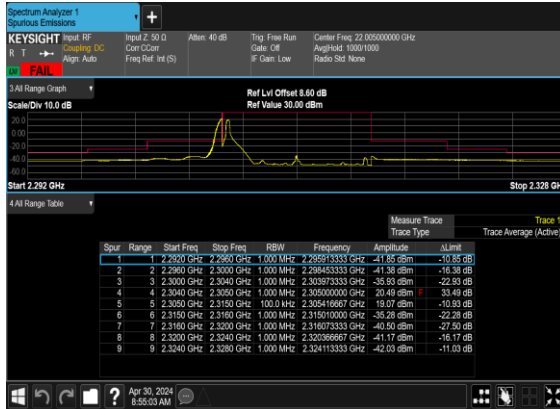 Spectrum Analyzer 1
Spurious Emissions
KEYSIGHT Input: RF Input Z: 50 Ω Atten: 40 dB Trig: Free Run Center Freq: 22.005000000 GHz
R T Coupling: DC Corr CCorr Gate: Off Avg|Hold: 1000/1000
Align: Auto Freq Ref: Int (S) IF Gain: Low Radio Std: None
FAIL
3 All Range Graph Ref Lvl Offset 8.60 dB
Scale/Div 10.0 dB Ref Value 30.00 dBm
20.0
0.00
-20.0
-40.0
-60.0
Start 2.292 GHz Stop 2.328 GH
4 All Range Table
Measure Trace Trace 1
Trace Type Trace Average (Active)
Spur Range Start Freq Stop Freq RBW Frequency Amplitude ΔLimit
1 1 2.2920 GHz 2.2960 GHz 1.000 MHz 2.295913333 GHz -41.85 dBm -10.85 dB
2 2 2.2960 GHz 2.3000 GHz 1.000 MHz 2.298453333 GHz -41.38 dBm -16.38 dB
3 3 2.3000 GHz 2.3040 GHz 1.000 MHz 2.303973333 GHz -35.93 dBm -22.93 dB
4 4 2.3040 GHz 2.3050 GHz 1.000 MHz 2.305000000 GHz 20.49 dBm F 33.49 dB
5 5 2.3050 GHz 2.3150 GHz 100.0 kHz 2.305416667 GHz 19.07 dBm -10.93 dB
6 6 2.3150 GHz 2.3160 GHz 1.000 MHz 2.315010000 GHz -35.28 dBm -22.28 dB
7 7 2.3160 GHz 2.3200 GHz 1.000 MHz 2.316073333 GHz -40.50 dBm -27.50 dB
8 8 2.3200 GHz 2.3240 GHz 1.000 MHz 2.320366667 GHz -41.17 dBm -16.17 dB
9 9 2.3240 GHz 2.3280 GHz 1.000 MHz 2.324113333 GHz -42.03 dBm -11.03 dB
Apr 30, 2024
8:55:03 AM